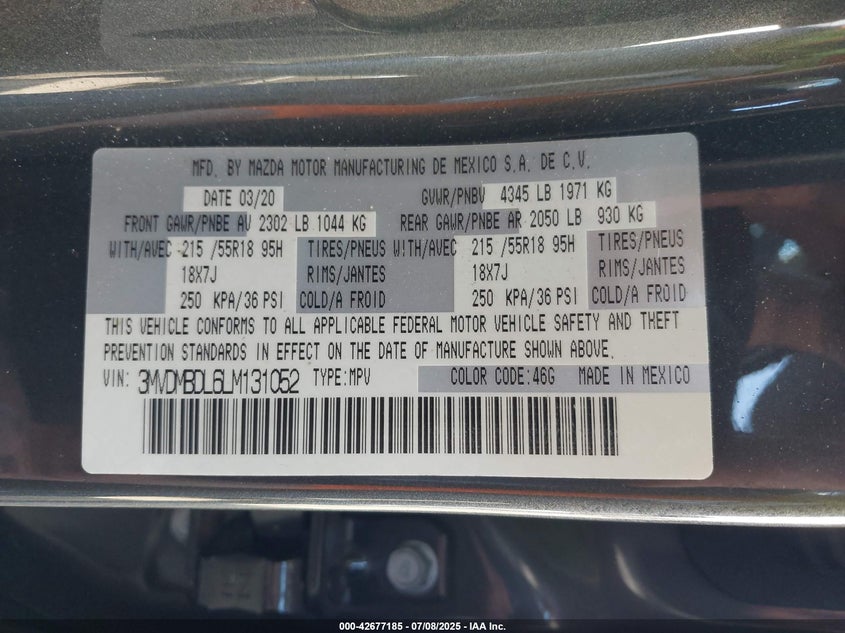 MFD. BY MAZDA MOTOR MANUFACTURING DE MEXICO S.A. DE C.V.
DATE 03/20 GVWR/PNBV 4345 LB 1971 KG
FRONT GAWR/PNBE AV 2302 LB 1044 KG REAR GAWR/PNBE AR 2050 LB 930 KG
WITH/AVEC 215 /55R18 95H TIRES/PNEUS WITH/AVEC 215 /55R18 95H TIRES/PNEUS
18X7J RIMS/JANTES 18X7J RIMS/JANTES
250 KPA/36 PSI COLD/A FROID 250 KPA/36 PSI COLD/A FROID
THIS VEHICLE CONFORMS TO ALL APPLICABLE FEDERAL MOTOR VEHICLE SAFETY AND THEFT
PREVENTION STANDARDS IN EFFECT ON THE DATE OF MANUFACTURE SHOWN ABOVE.
VIN: 3MVDMBDL6LM131052 TYPE:MPV COLOR CODE:46G MADE IN MEXICO
000-42677185 - 07/08/2025 - IAA Inc.